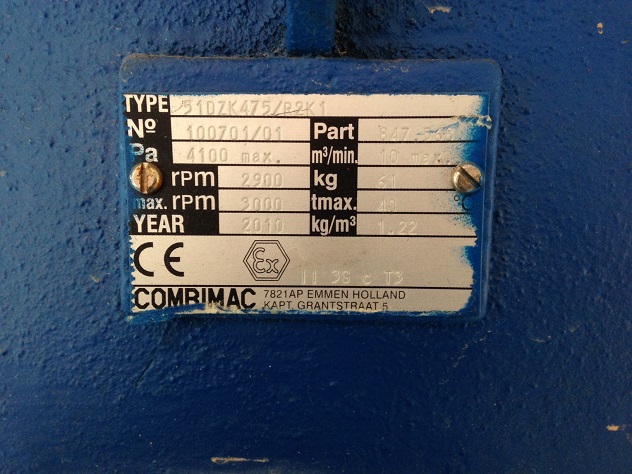 TYPE 51DZK475/R2K1
Nº 100701/01 Part
Pa 4100 max. m³/min. 10 max.
rpm 2900 kg 61
max. rpm 3000 tmax. 40 °C
YEAR 2010 kg/m³ 1.22
CE Ex II 3G c T3
COMBIMAC 7821AP EMMEN HOLLAND
KAPT. GRANTSTRAAT 5